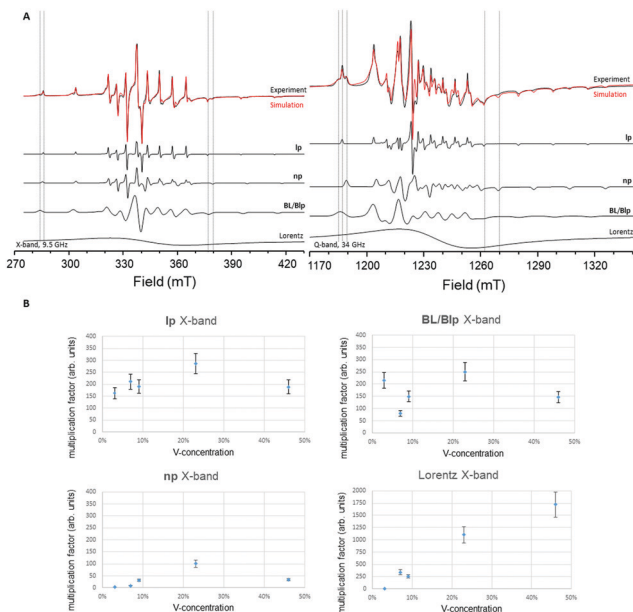 A
Experiment
Simulation
lp
np
BL/Blp
Lorentz
X-band, 9.5 GHz
270 300 330 360 390 420
Field (mT)
Experiment
Simulation
lp
np
BL/Blp
Lorentz
Q-band, 34 GHz
1170 1200 1230 1260 1290 1320
Field (mT)
B
lp X-band
multiplication factor (arb. units)
400
350
300
250
200
150
100
50
0
0% 10% 20% 30% 40% 50%
V-concentration
BL/Blp X-band
multiplication factor (arb. units)
400
350
300
250
200
150
100
50
0
0% 10% 20% 30% 40% 50%
V-concentration
np X-band
multiplication factor (arb. units)
400
350
300
250
200
150
100
50
0
0% 10% 20% 30% 40% 50%
V-concentration
Lorentz X-band
multiplication factor (arb. units)
2000
1750
1500
1250
1000
750
500
250
0
0% 10% 20% 30% 40% 50%
V-concentration